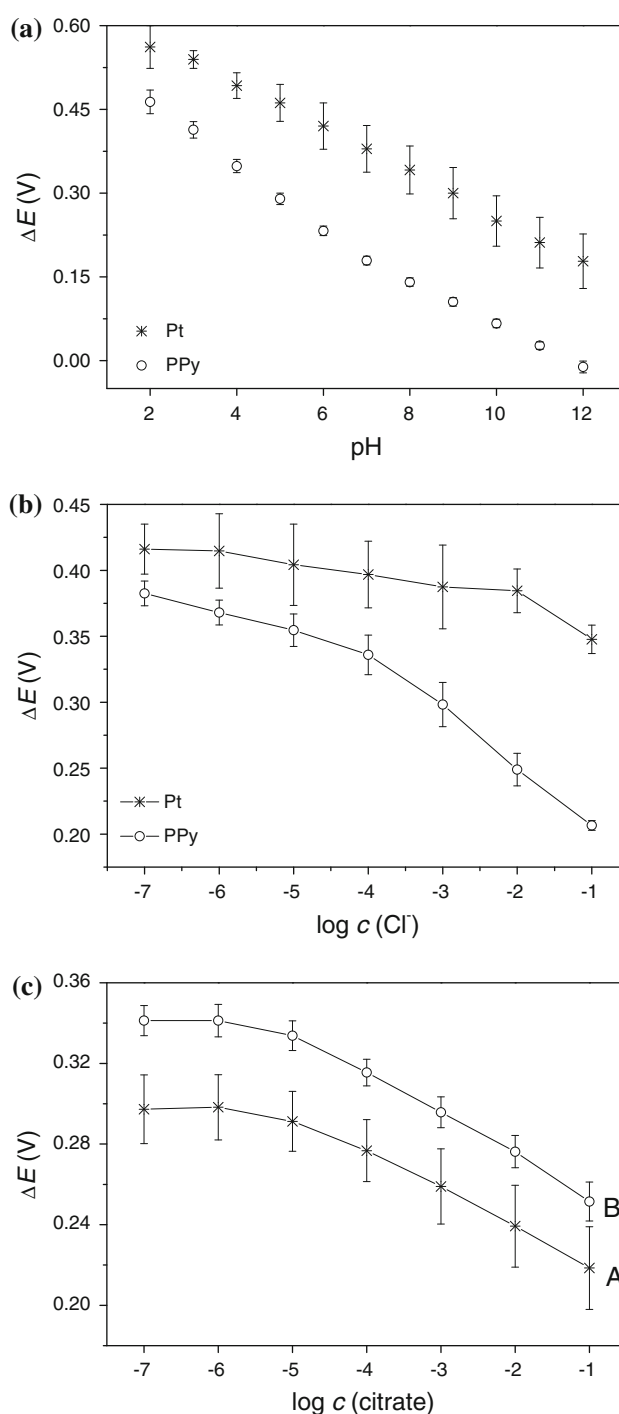 (a)
0.60
0.45
0.30
0.15
0.00
ΔE (V)
Pt
PPy
2 4 6 8 10 12
pH
(b)
0.45
0.40
0.35
0.30
0.25
0.20
ΔE (V)
Pt
PPy
-7 -6 -5 -4 -3 -2 -1
log c (Cl⁻)
(c)
0.36
0.32
0.28
0.24
0.20
ΔE (V)
B
A
-7 -6 -5 -4 -3 -2 -1
log c (citrate)